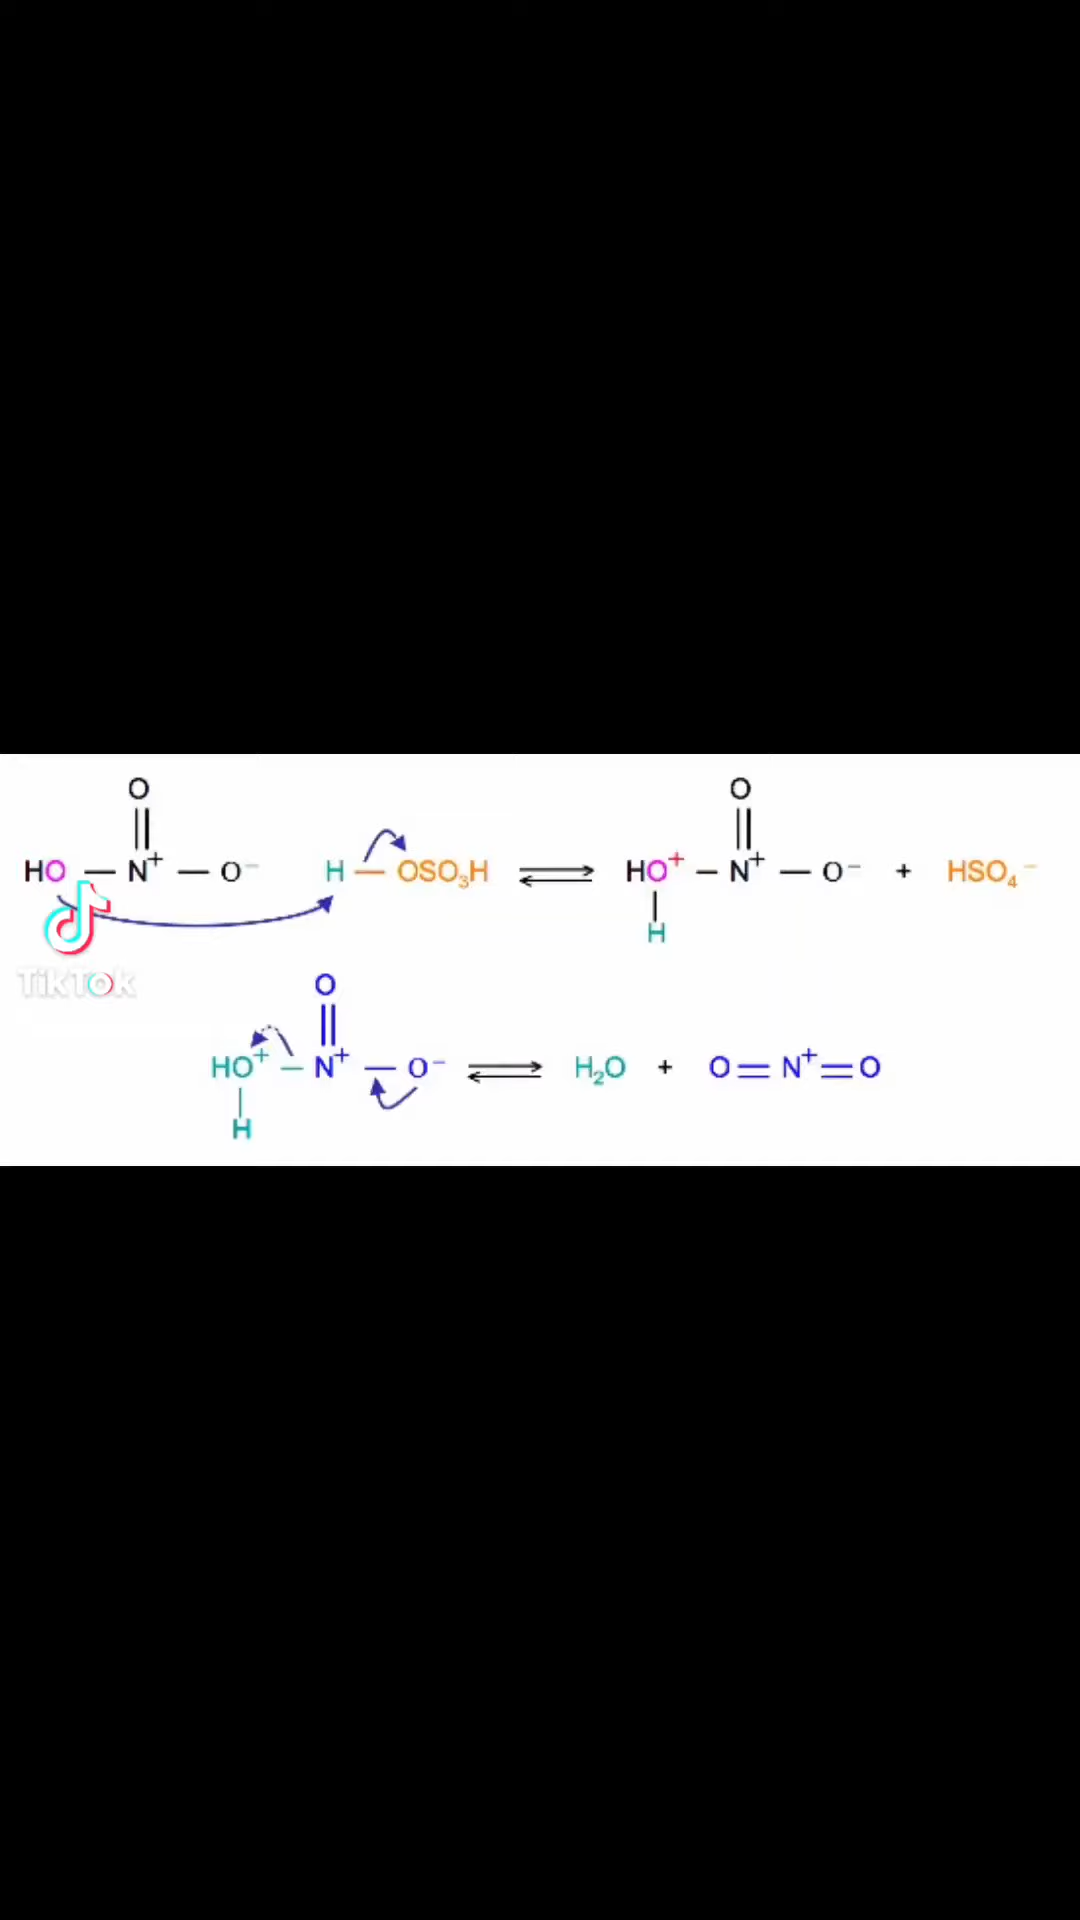 O
HO — N⁺ — O⁻ H — OSO₃H ⇌ HO⁺ — N⁺ — O⁻ + HSO₄⁻
O
H
TikTok
O
HO⁺ — N⁺ — O⁻ ⇌ H₂O + O=N⁺=O
H